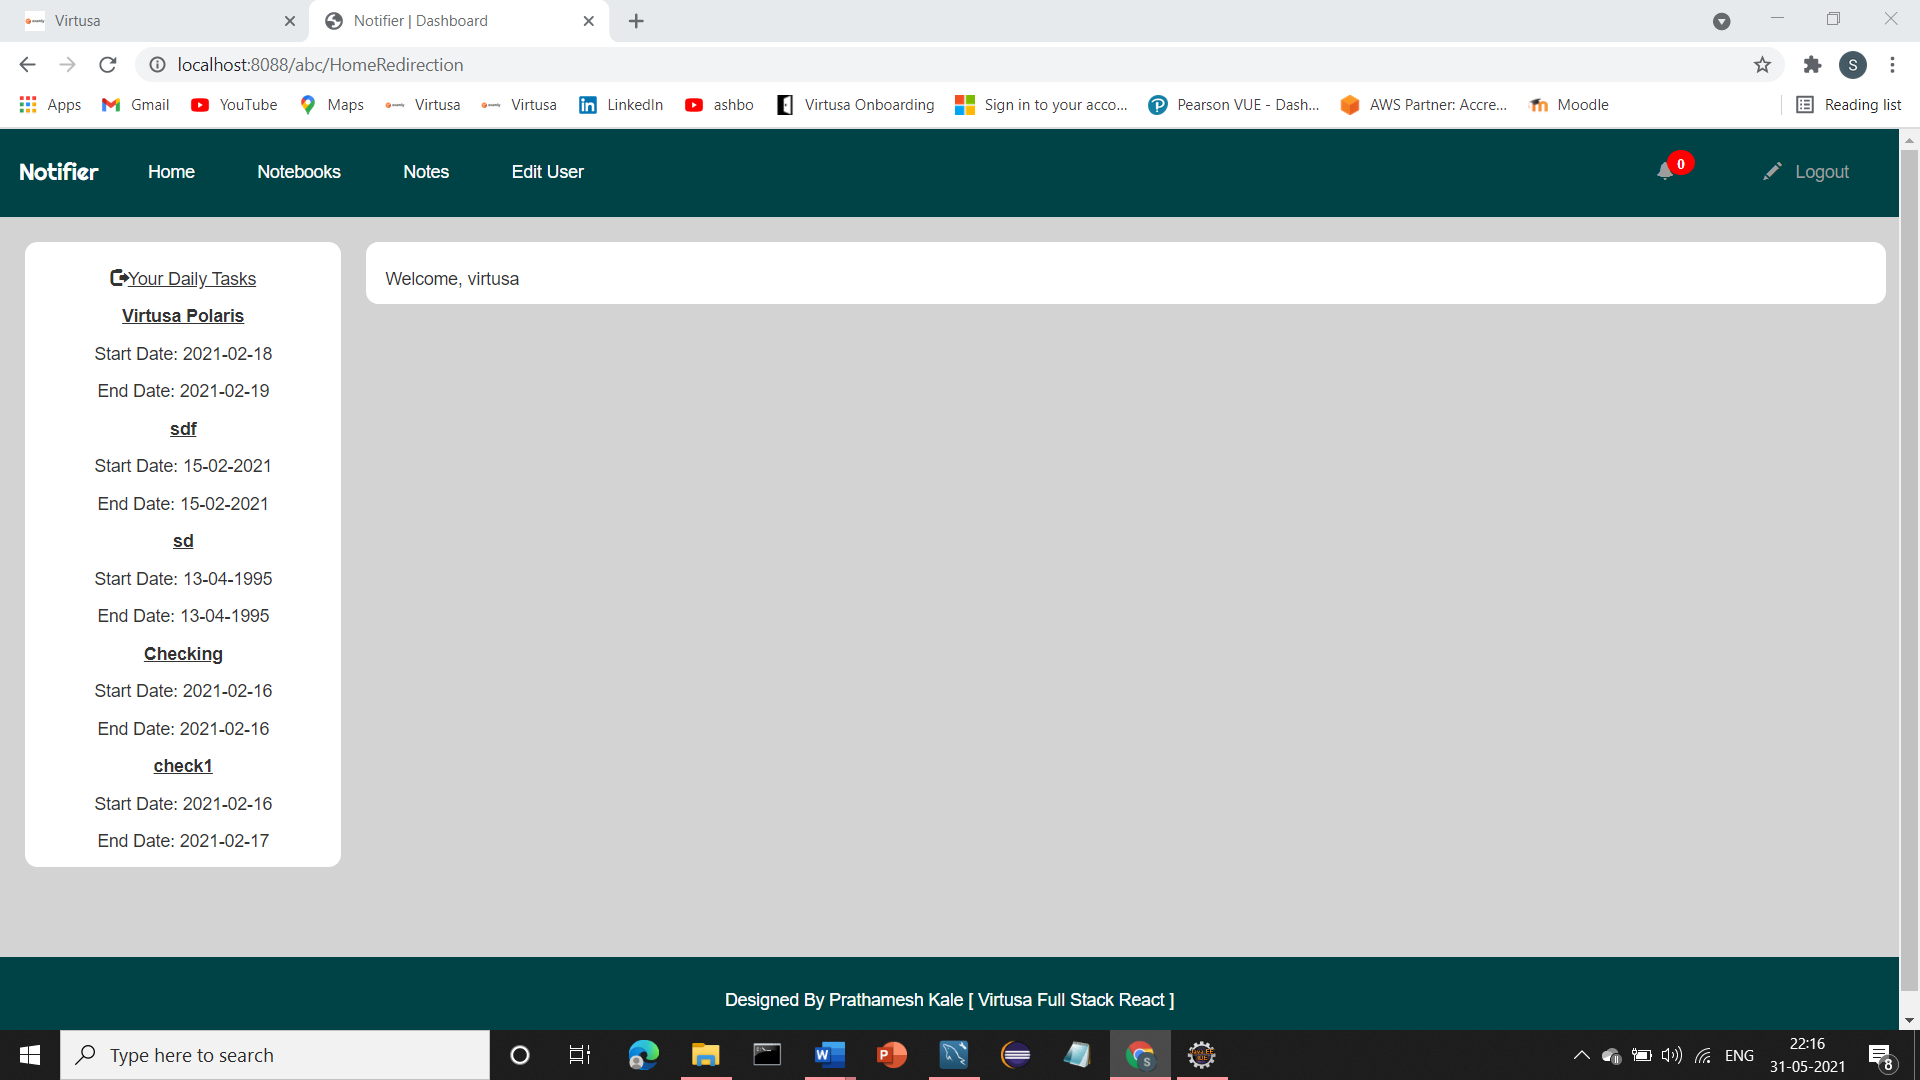 Virtusa
Notifier | Dashboard
localhost:8088/abc/HomeRedirection
S
Apps
Gmail
YouTube
Maps
Virtusa
Virtusa
LinkedIn
ashbo
Virtusa Onboarding
Sign in to your acco...
Pearson VUE - Dash...
AWS Partner: Accre...
Moodle
Reading list
Notifier
Home
Notebooks
Notes
Edit User
0
Logout
Your Daily Tasks
Virtusa Polaris
Start Date: 2021-02-18
End Date: 2021-02-19
sdf
Start Date: 15-02-2021
End Date: 15-02-2021
sd
Start Date: 13-04-1995
End Date: 13-04-1995
Checking
Start Date: 2021-02-16
End Date: 2021-02-16
check1
Start Date: 2021-02-16
End Date: 2021-02-17
Welcome, virtusa
Designed By Prathamesh Kale [ Virtusa Full Stack React ]
Type here to search
ENG
22:16
31-05-2021
8